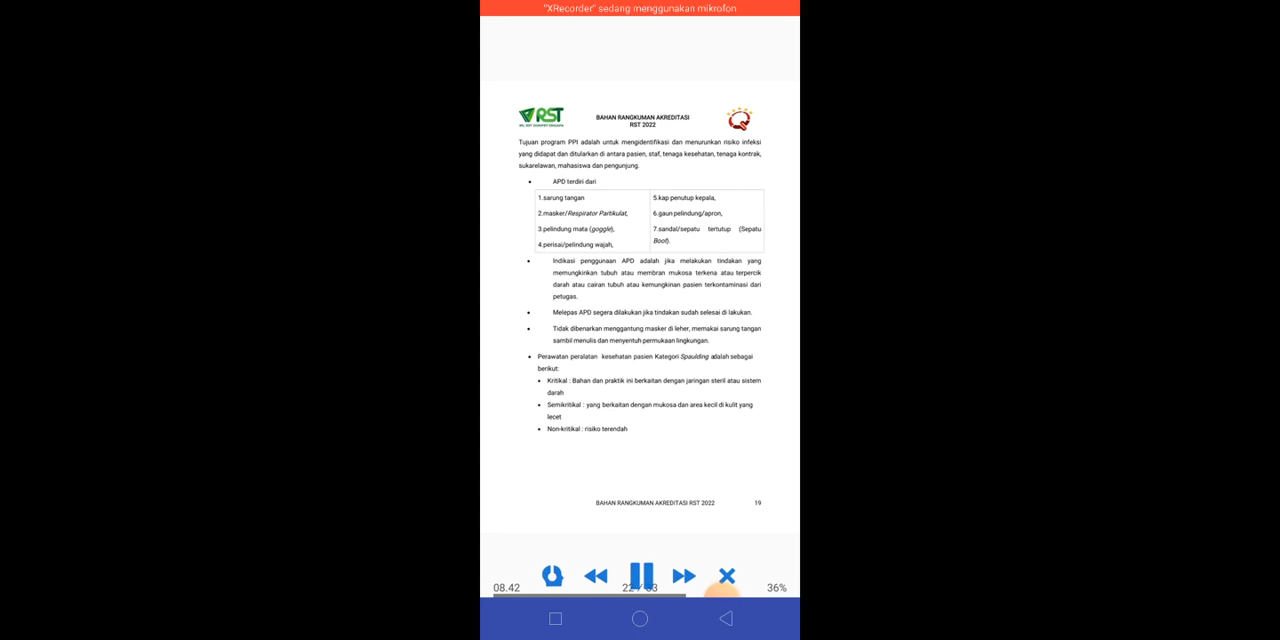 "XRecorder" sedang menggunakan mikrofon
RST
BAHAN RANGKUMAN AKREDITASI
RST 2022
Tujuan program PPI adalah untuk mengidentifikasi dan menurunkan risiko infeksi
yang didapat dan ditularkan di antara pasien, staf, tenaga kesehatan, tenaga kontrak,
sukarelawan, mahasiswa dan pengunjung.
• APD terdiri dari
1.sarung tangan
2.masker/Respirator Partikulat,
3.pelindung mata (goggle),
4.perisai/pelindung wajah,
5.kap penutup kepala,
6.gaun pelindung/apron,
7.sandal/sepatu tertutup (Sepatu
Boot).
• Indikasi penggunaan APD adalah jika melakukan tindakan yang
memungkinkan tubuh atau membran mukosa terkena atau terpercik
darah atau cairan tubuh atau kemungkinan pasien terkontaminasi dari
petugas.
• Melepas APD segera dilakukan jika tindakan sudah selesai di lakukan.
• Tidak dibenarkan menggantung masker di leher, memakai sarung tangan
sambil menulis dan menyentuh permukaan lingkungan.
• Perawatan peralatan kesehatan pasien Kategori Spaulding adalah sebagai
berikut:
• Kritikal : Bahan dan praktik ini berkaitan dengan jaringan steril atau sistem
darah
• Semikritikal : yang berkaitan dengan mukosa dan area kecil di kulit yang
lecet
• Non-kritikal : risiko terendah
BAHAN RANGKUMAN AKREDITASI RST 2022 19
08.42
36%